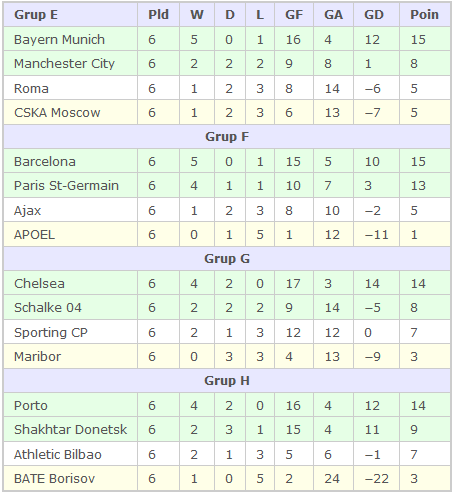 Grup E Pld W D L GF GA GD Poin
Bayern Munich 6 5 0 1 16 4 12 15
Manchester City 6 2 2 2 9 8 1 8
Roma 6 1 2 3 8 14 −6 5
CSKA Moscow 6 1 2 3 6 13 −7 5
Grup F
Barcelona 6 5 0 1 15 5 10 15
Paris St-Germain 6 4 1 1 10 7 3 13
Ajax 6 1 2 3 8 10 −2 5
APOEL 6 0 1 5 1 12 −11 1
Grup G
Chelsea 6 4 2 0 17 3 14 14
Schalke 04 6 2 2 2 9 14 −5 8
Sporting CP 6 2 1 3 12 12 0 7
Maribor 6 0 3 3 4 13 −9 3
Grup H
Porto 6 4 2 0 16 4 12 14
Shakhtar Donetsk 6 2 3 1 15 4 11 9
Athletic Bilbao 6 2 1 3 5 6 −1 7
BATE Borisov 6 1 0 5 2 24 −22 3